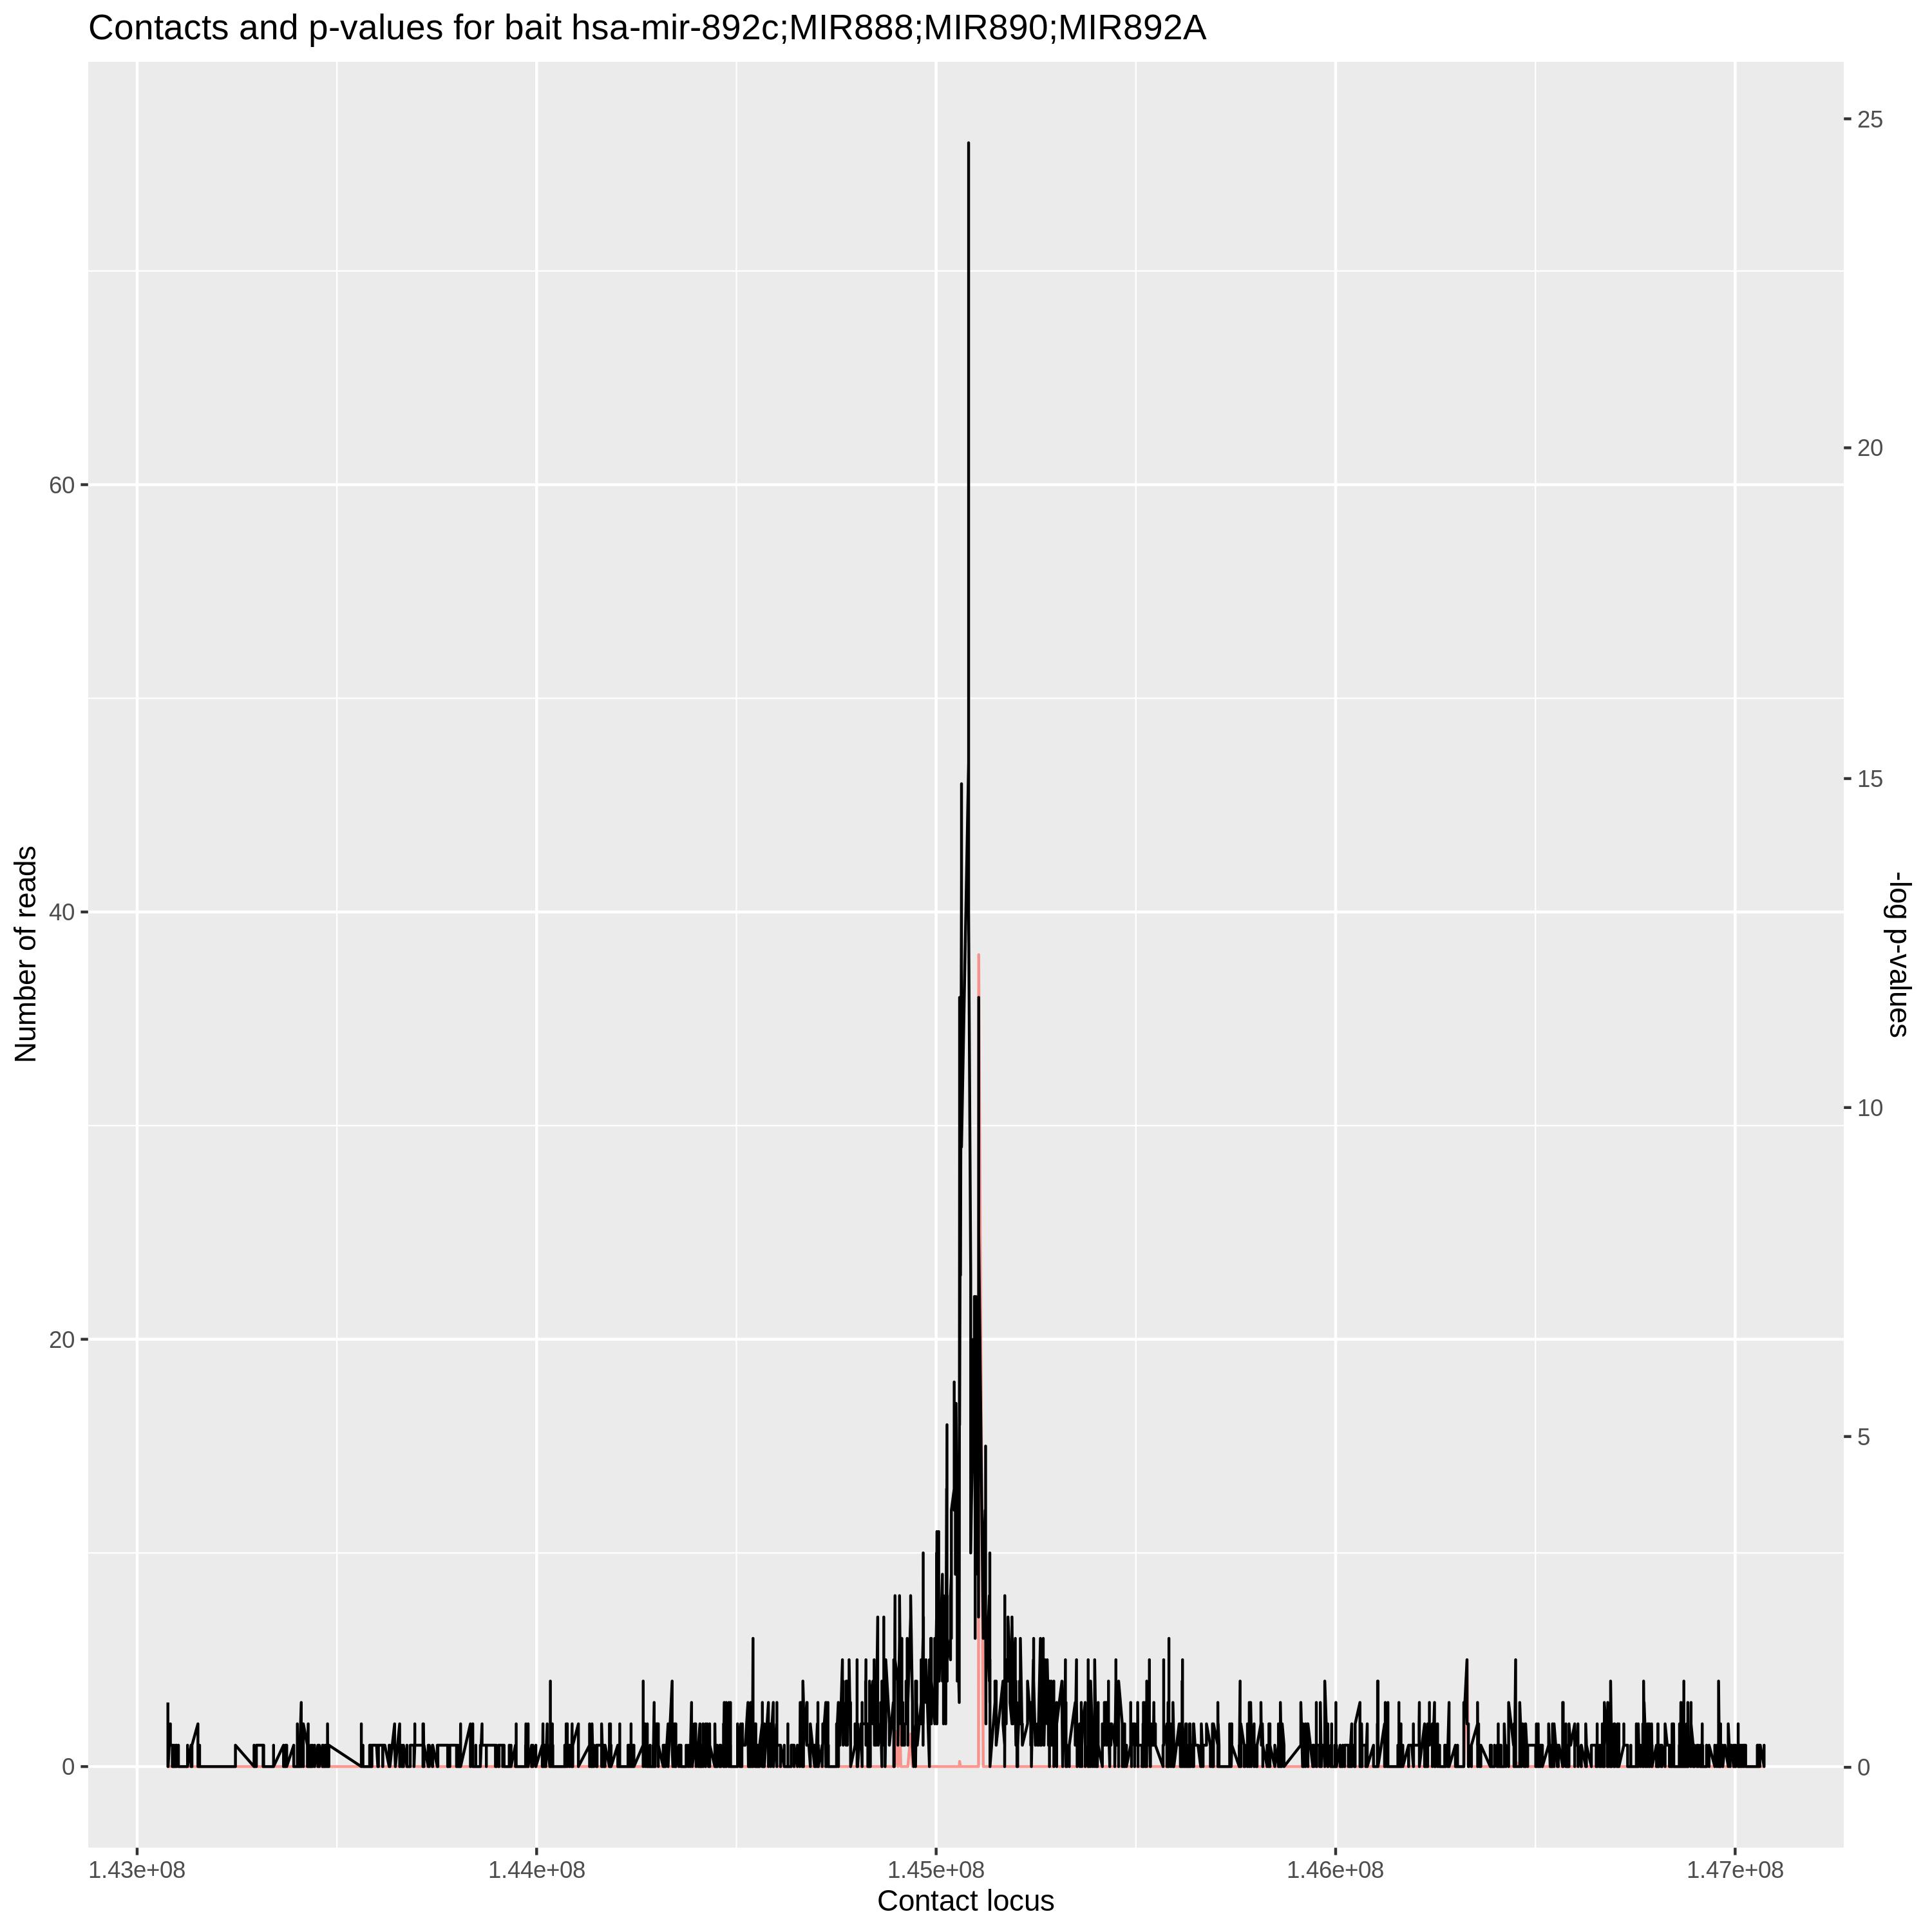 Contacts and p-values for bait hsa-mir-892c;MIR888;MIR890;MIR892A
25
20
60
15
40
10
20
5
0
0
Number of reads
-log p-values
1.43e+08
1.44e+08
1.45e+08
1.46e+08
1.47e+08
Contact locus